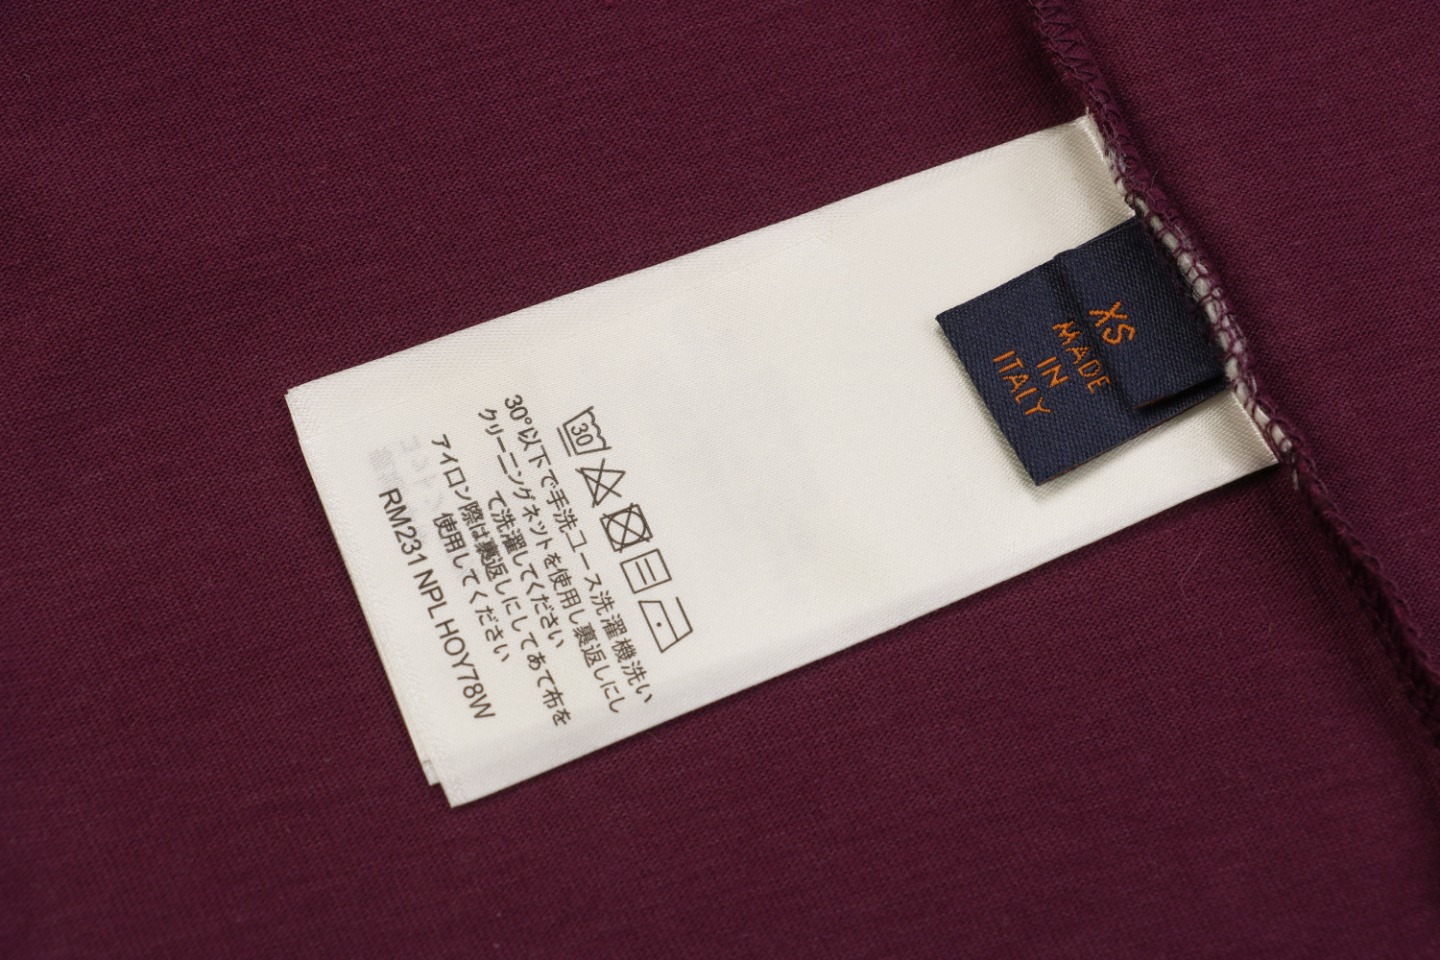 XS
MADE
IN
ITALY
30
30°以下で手洗コース洗濯機洗い
クリーニングネットを使用し裏返しにし
て洗濯してください
アイロン際は裏返しにしてあて布を
使用してください
RM231 NPL HOY78W